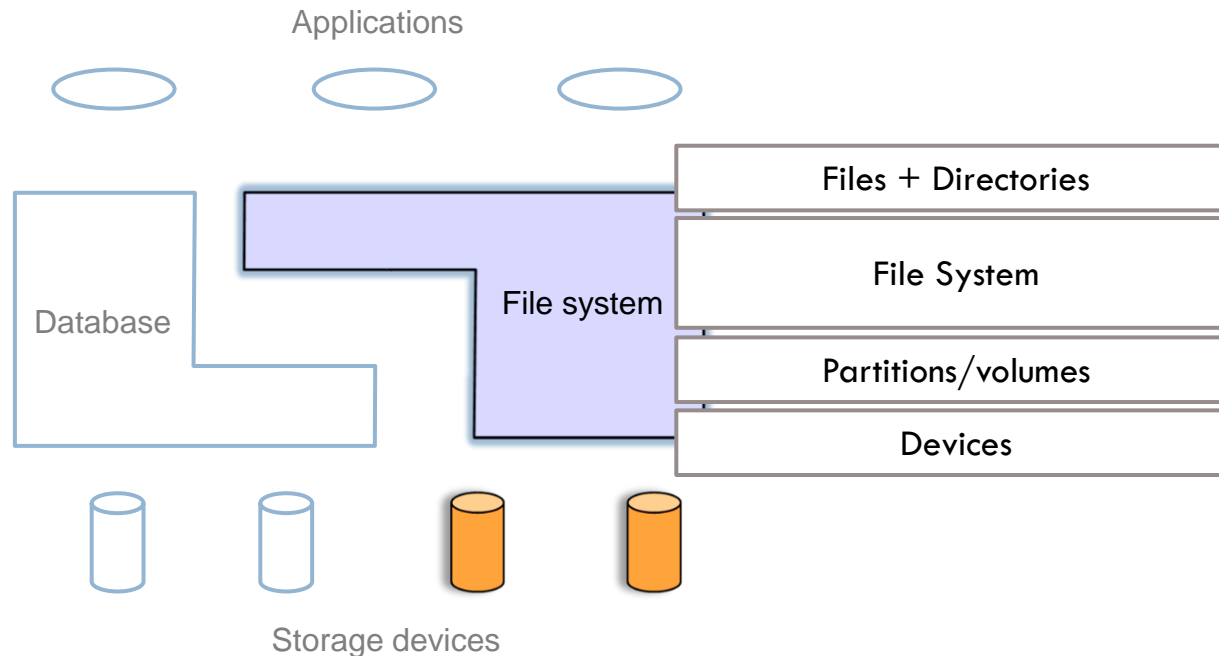 Applications
Files + Directories
File System
File system
Database
Partitions/volumes
Devices
Storage devices